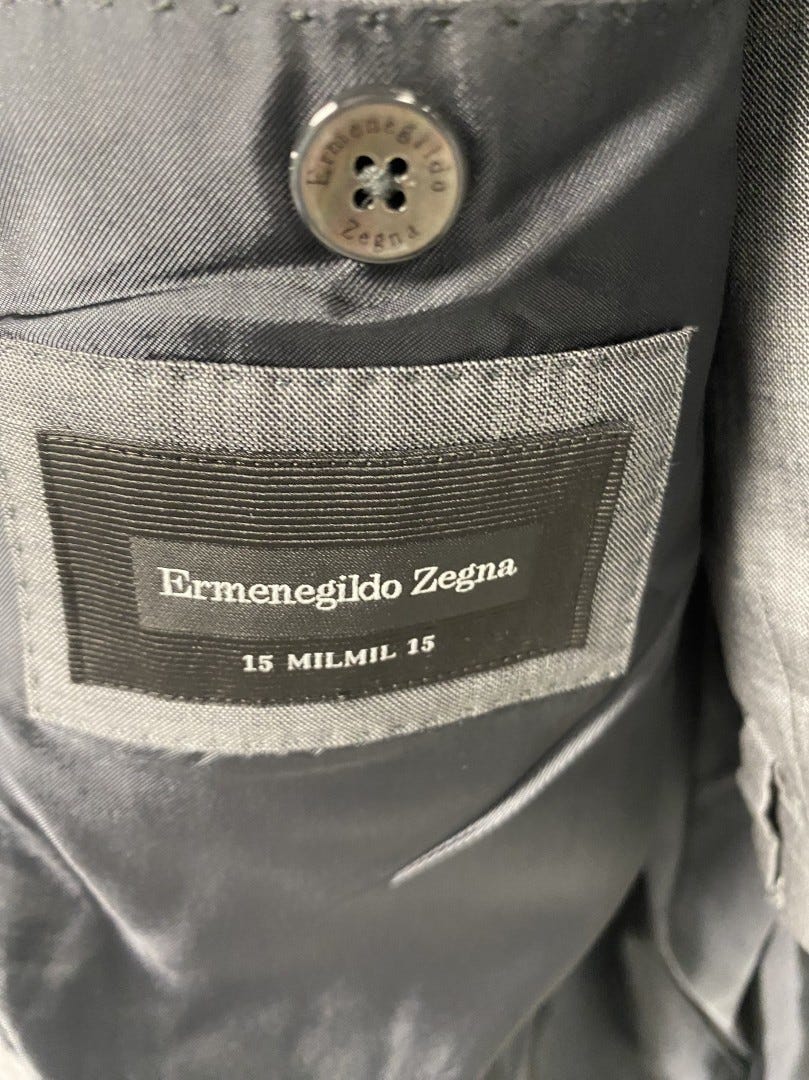 Ermenegildo
Zegna
Ermenegildo Zegna
15 MILMIL 15